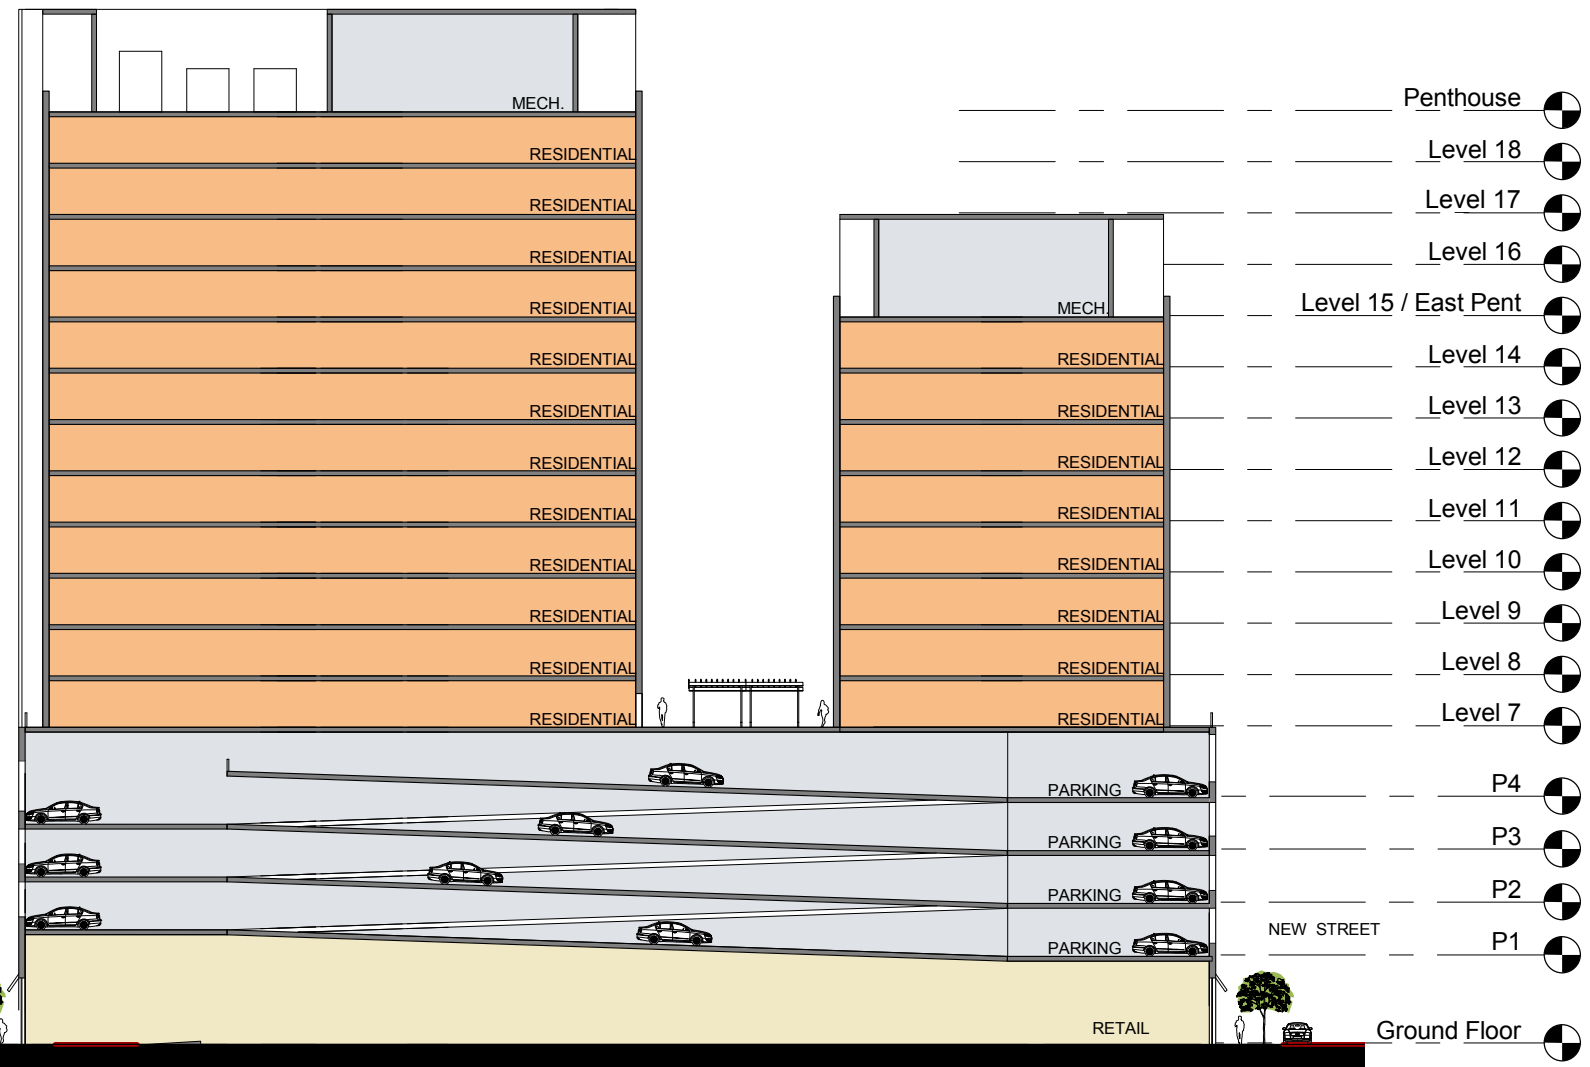 Penthouse
MECH.
Level 18
RESIDENTIAL
Level 17
RESIDENTIAL
Level 16
RESIDENTIAL
Level 15 / East Pent
RESIDENTIAL
MECH.
Level 14
RESIDENTIAL
RESIDENTIAL
Level 13
RESIDENTIAL
RESIDENTIAL
Level 12
RESIDENTIAL
RESIDENTIAL
Level 11
RESIDENTIAL
RESIDENTIAL
Level 10
RESIDENTIAL
RESIDENTIAL
Level 9
RESIDENTIAL
RESIDENTIAL
Level 8
RESIDENTIAL
RESIDENTIAL
Level 7
RESIDENTIAL
RESIDENTIAL
P4
PARKING
P3
PARKING
P2
PARKING
NEW STREET
P1
PARKING
RETAIL
Ground Floor